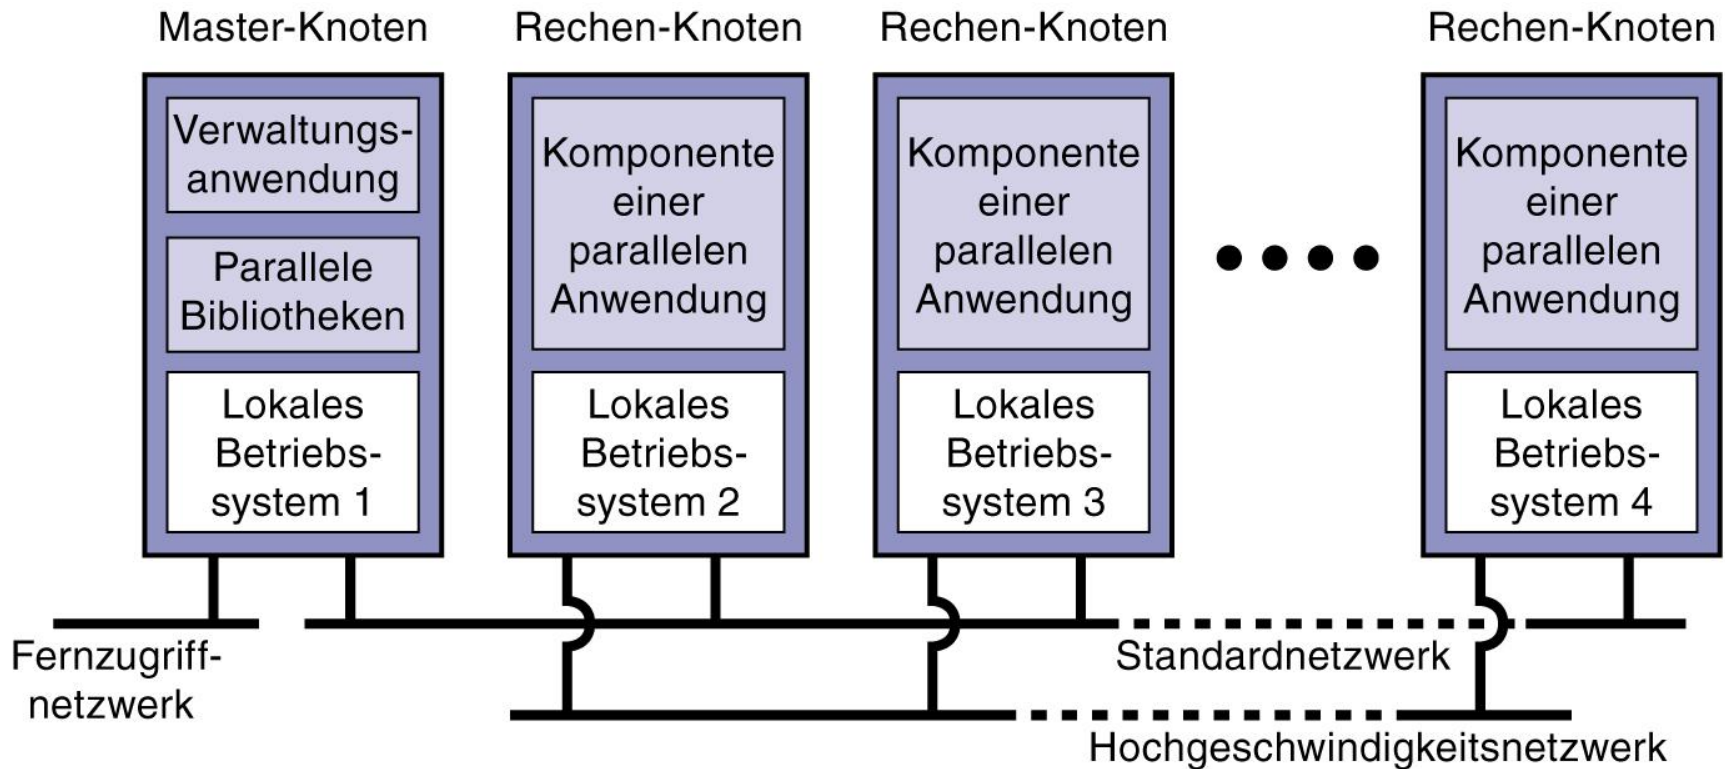 Master-Knoten
Rechen-Knoten
Rechen-Knoten
Rechen-Knoten
Verwaltungs-
anwendung
Parallele
Bibliotheken
Lokales
Betriebs-
system 1
Komponente
einer
parallelen
Anwendung
Lokales
Betriebs-
system 2
Komponente
einer
parallelen
Anwendung
Lokales
Betriebs-
system 3
Komponente
einer
parallelen
Anwendung
Lokales
Betriebs-
system 4
Fernzugriff-
netzwerk
Standardnetzwerk
Hochgeschwindigkeitsnetzwerk